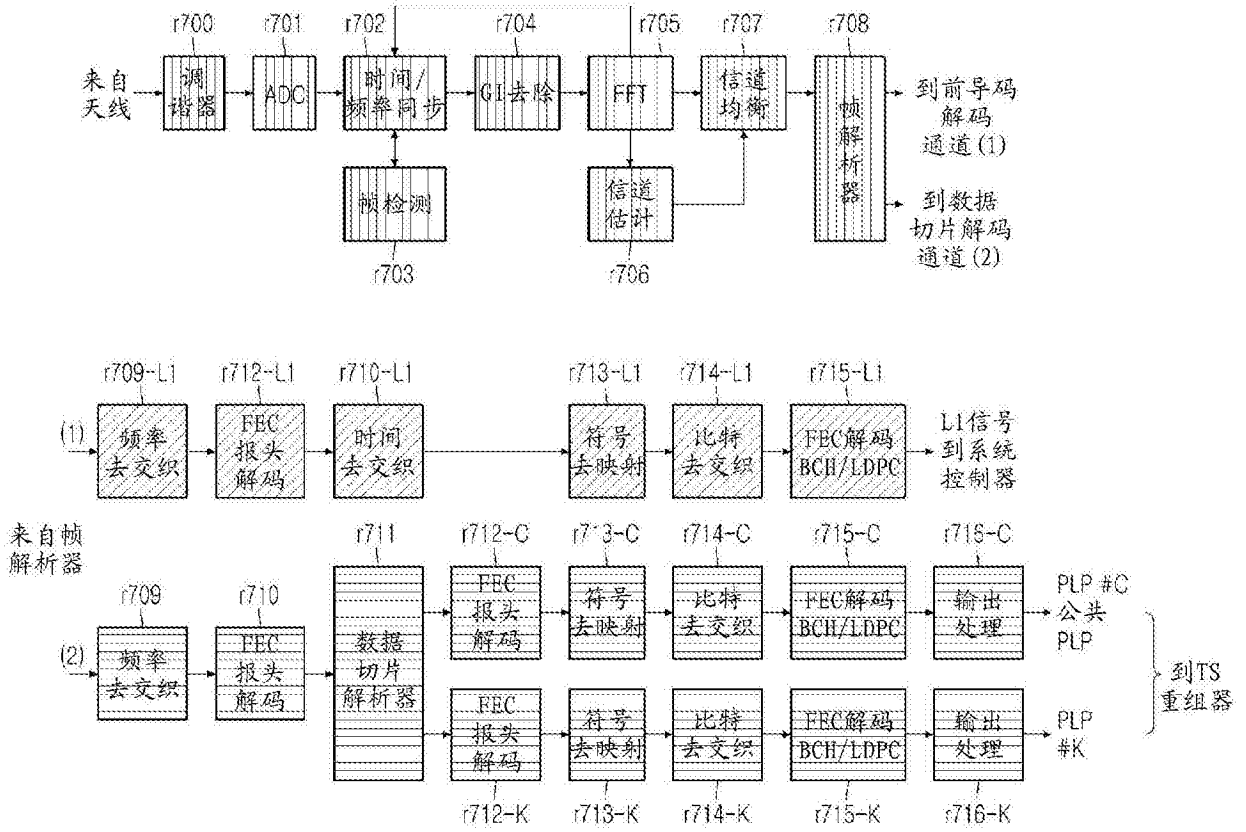 r700
r701
r702
r704
r705
r707
r708
来自
天线
调
谐器
ADC
时间/
频率同步
GI去除
FFT
信道
均衡
帧解析器
到前导码
解码
通道(1)
帧检测
信道
估计
到数据
切片解码
通道(2)
r703
r706
r709-L1
r712-L1
r710-L1
r713-L1
r714-L1
r715-L1
(1)
频率
去交织
FEC
报头
解码
时间
去交织
符号
去映射
比特
去交织
FEC解码
BCH/LDPC
L1信号
到系统
控制器
来自帧
解析器
r711
r712-C
r713-C
r714-C
r715-C
r716-C
r709
r710
FEC
报头
解码
符号
去映射
比特
去交织
FEC解码
BCH/LDPC
输出
处理
PLP #C
公共
PLP
(2)
频率
去交织
FEC
报头
解码
数据
切片
解析器
到TS
重组器
FEC
报头
解码
符号
去映射
比特
去交织
FEC解码
BCH/LDPC
输出
处理
PLP
#K
r712-K
r713-K
r714-K
r715-K
r716-K